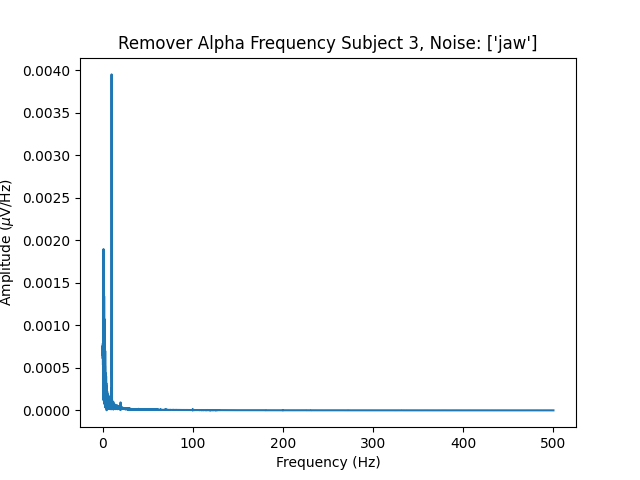 Remover Alpha Frequency Subject 3, Noise: ['jaw']
Amplitude (μV/Hz)
0.0040
0.0035
0.0030
0.0025
0.0020
0.0015
0.0010
0.0005
0.0000
0 100 200 300 400 500
Frequency (Hz)